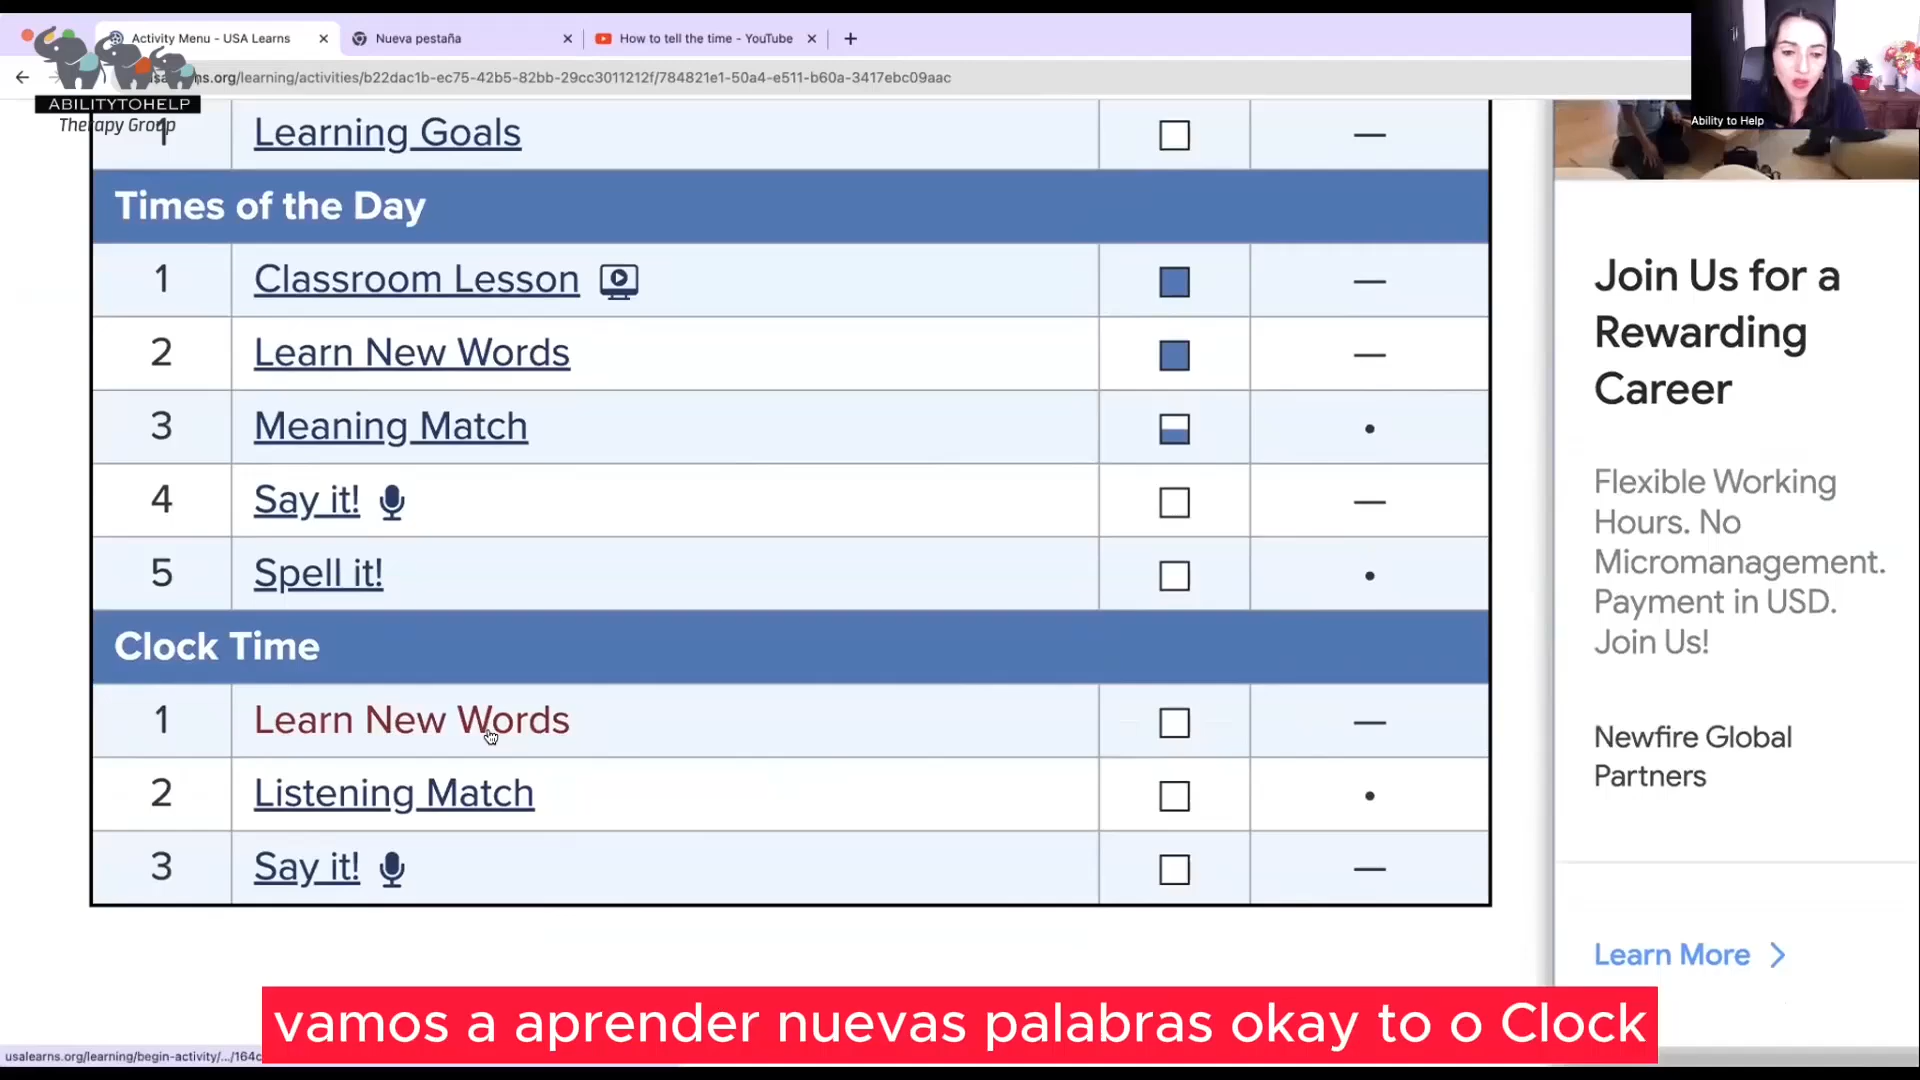 Activity Menu - USA Learns
Nueva pestaña
How to tell the time - YouTube
rns.org/learning/activities/b22dac1b-ec75-42b5-82bb-29cc3011212f/784821e1-50a4-e511-b60a-3417ebc09aac
ABILITYTOHELP
Therapy Group
Ability to Help
1 Learning Goals —
Times of the Day
1 Classroom Lesson —
2 Learn New Words —
3 Meaning Match •
4 Say it! —
5 Spell it! •
Clock Time
1 Learn New Words —
2 Listening Match •
3 Say it! —
Join Us for a
Rewarding
Career
Flexible Working
Hours. No
Micromanagement.
Payment in USD.
Join Us!
Newfire Global
Partners
Learn More
vamos a aprender nuevas palabras okay to o Clock
usalearns.org/learning/begin-activity/.../164c